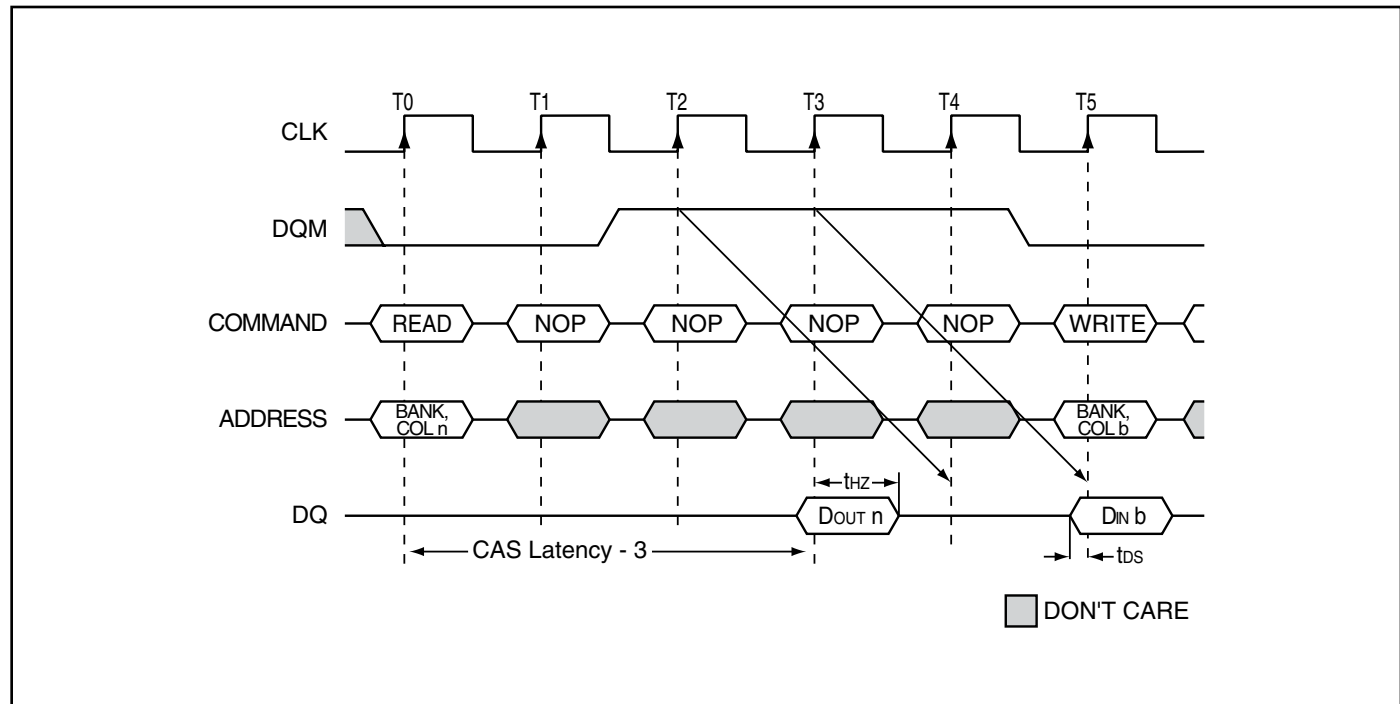 T0 T1 T2 T3 T4 T5
CLK
DQM
COMMAND READ NOP NOP NOP NOP WRITE
ADDRESS BANK, COL n BANK, COL b
tHZ
DQ DOUT n DIN b
CAS Latency - 3 tDS
DON'T CARE